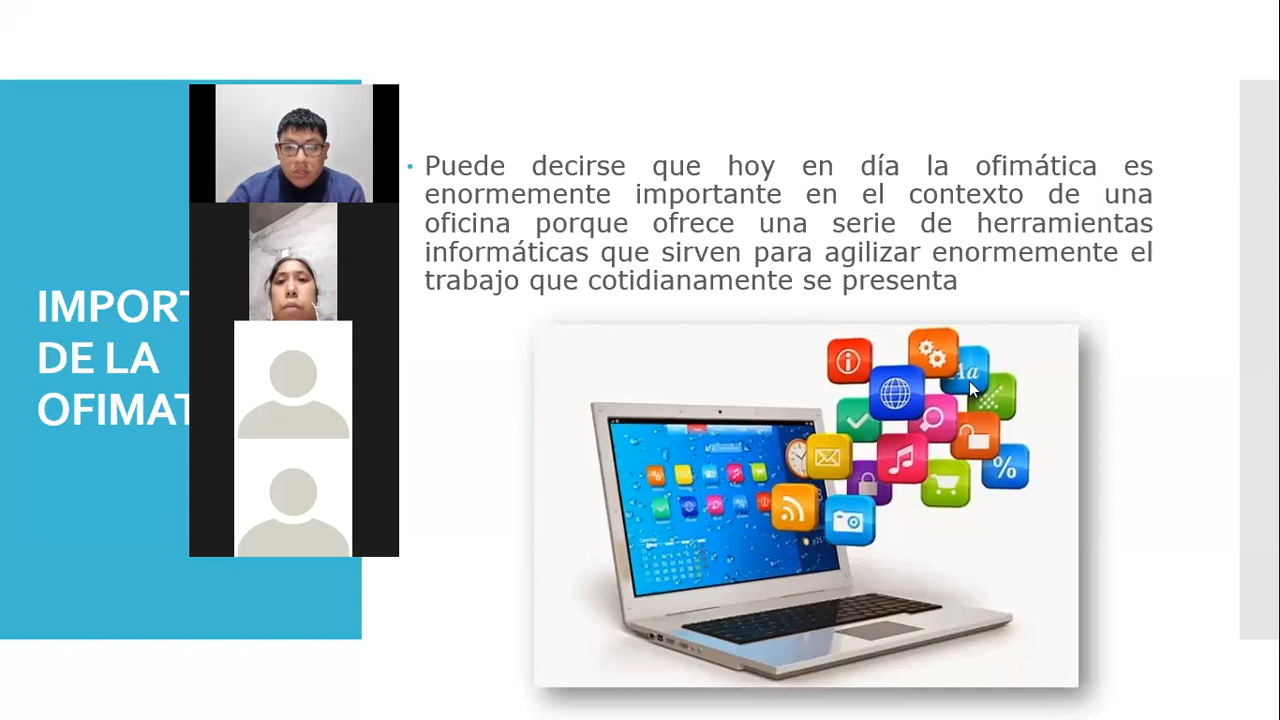 IMPORT
DE LA
OFIMAT
• Puede decirse que hoy en día la ofimática es
enormemente importante en el contexto de una
oficina porque ofrece una serie de herramientas
informáticas que sirven para agilizar enormemente el
trabajo que cotidianamente se presenta
Aa
%